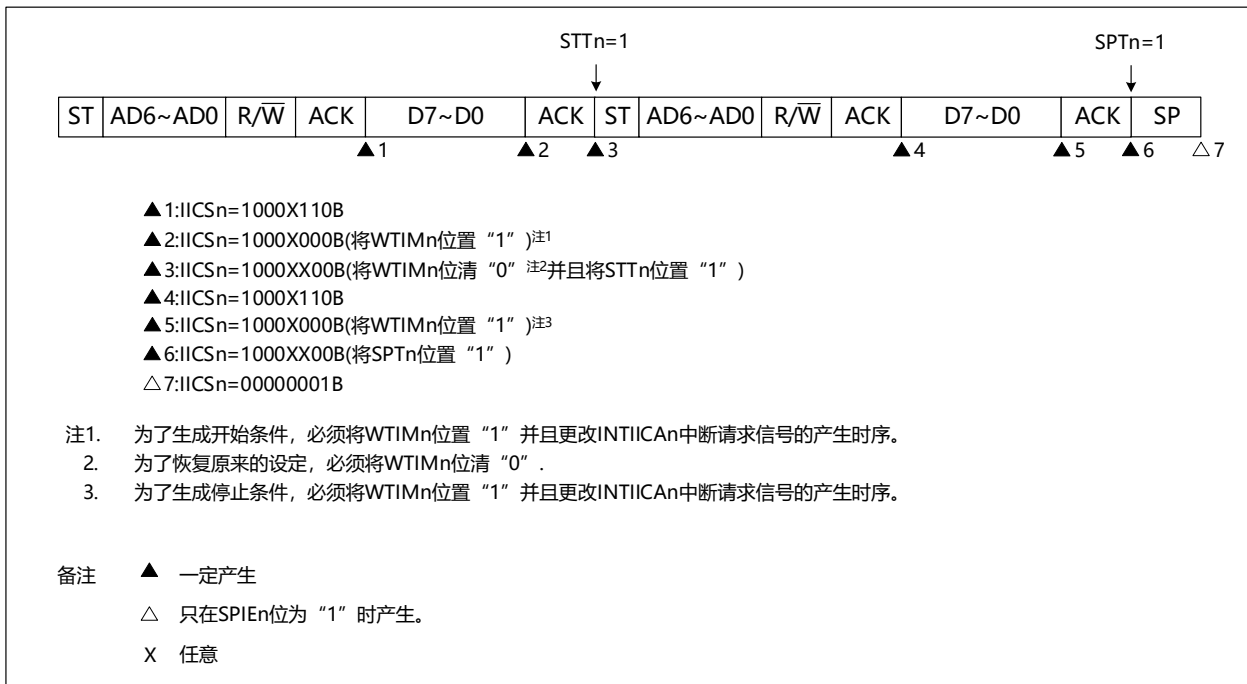 STTn=1 SPTn=1
ST AD6~AD0 R/W̅ ACK D7~D0 ACK ST AD6~AD0 R/W̅ ACK D7~D0 ACK SP
▲1 ▲2 ▲3 ▲4 ▲5 ▲6 △7
▲1:IICSn=1000X110B
▲2:IICSn=1000X000B(将WTIMn位置“1”)注1
▲3:IICSn=1000XX00B(将WTIMn位清“0”注2并且将STTn位置“1”)
▲4:IICSn=1000X110B
▲5:IICSn=1000X000B(将WTIMn位置“1”)注3
▲6:IICSn=1000XX00B(将SPTn位置“1”)
△7:IICSn=00000001B
注1. 为了生成开始条件，必须将WTIMn位置“1”并且更改INTIICAn中断请求信号的产生时序。
2. 为了恢复原来的设定，必须将WTIMn位清“0”.
3. 为了生成停止条件，必须将WTIMn位置“1”并且更改INTIICAn中断请求信号的产生时序。
备注 ▲ 一定产生
△ 只在SPIEn位为“1”时产生。
X 任意